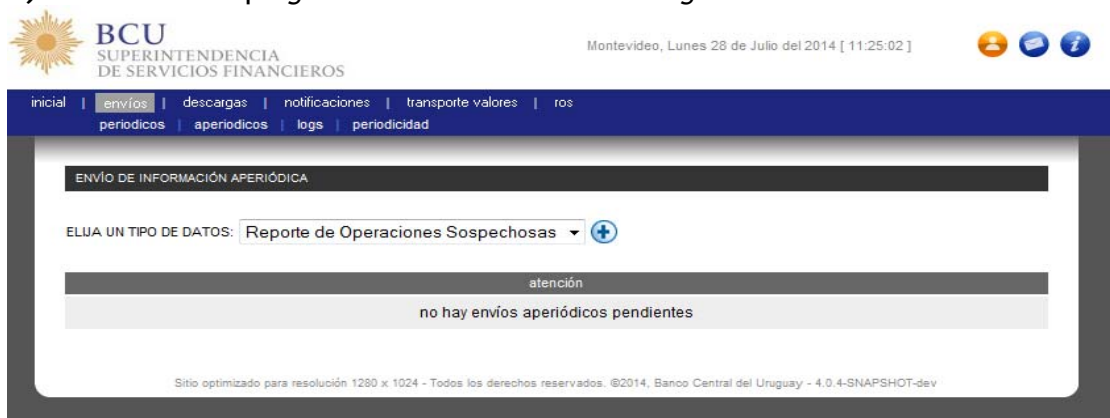 BCU
SUPERINTENDENCIA
DE SERVICIOS FINANCIEROS
Montevideo, Lunes 28 de Julio del 2014 [ 11:25:02 ]
inicial | envíos | descargas | notificaciones | transporte valores | ros
periodicos | aperiodicos | logs | periodicidad
ENVÍO DE INFORMACIÓN APERIÓDICA
ELIJA UN TIPO DE DATOS: Reporte de Operaciones Sospechosas
atención
no hay envíos aperiódicos pendientes
Sitio optimizado para resolución 1280 x 1024 - Todos los derechos reservados. ©2014, Banco Central del Uruguay - 4.0.4-SNAPSHOT-dev